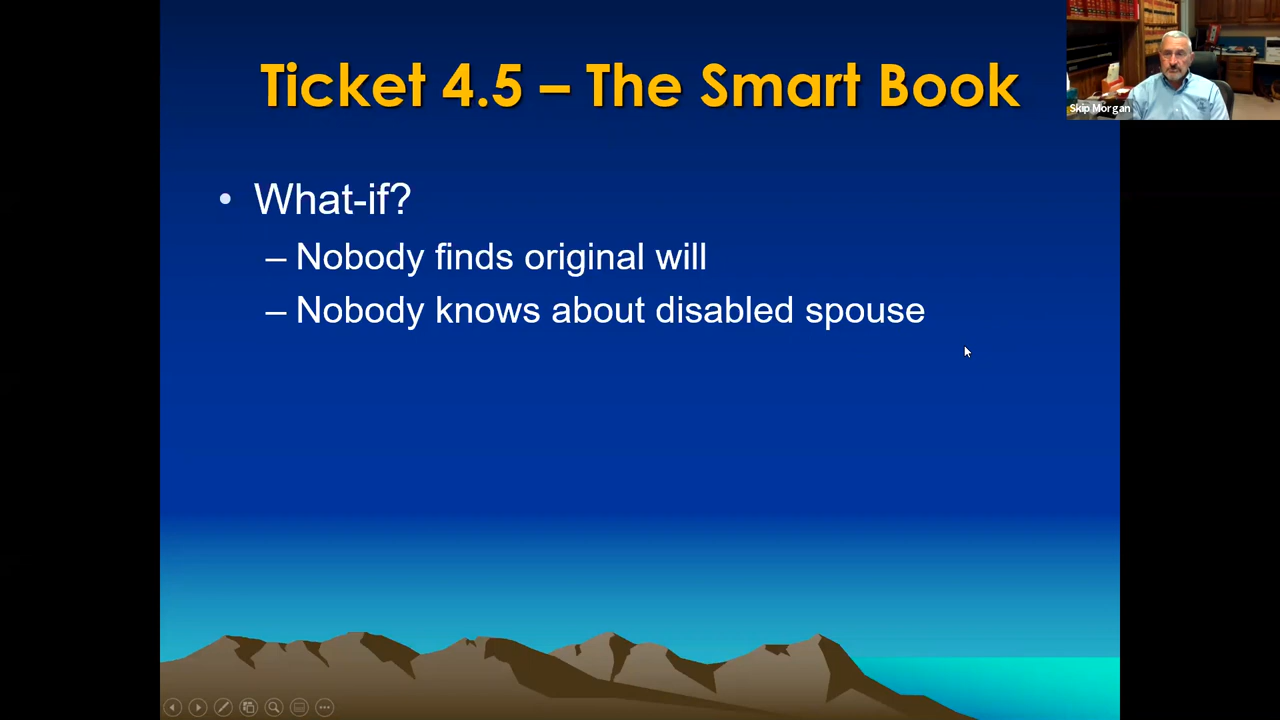 Ticket 4.5 – The Smart Book
Skip Morgan
• What-if?
– Nobody finds original will
– Nobody knows about disabled spouse